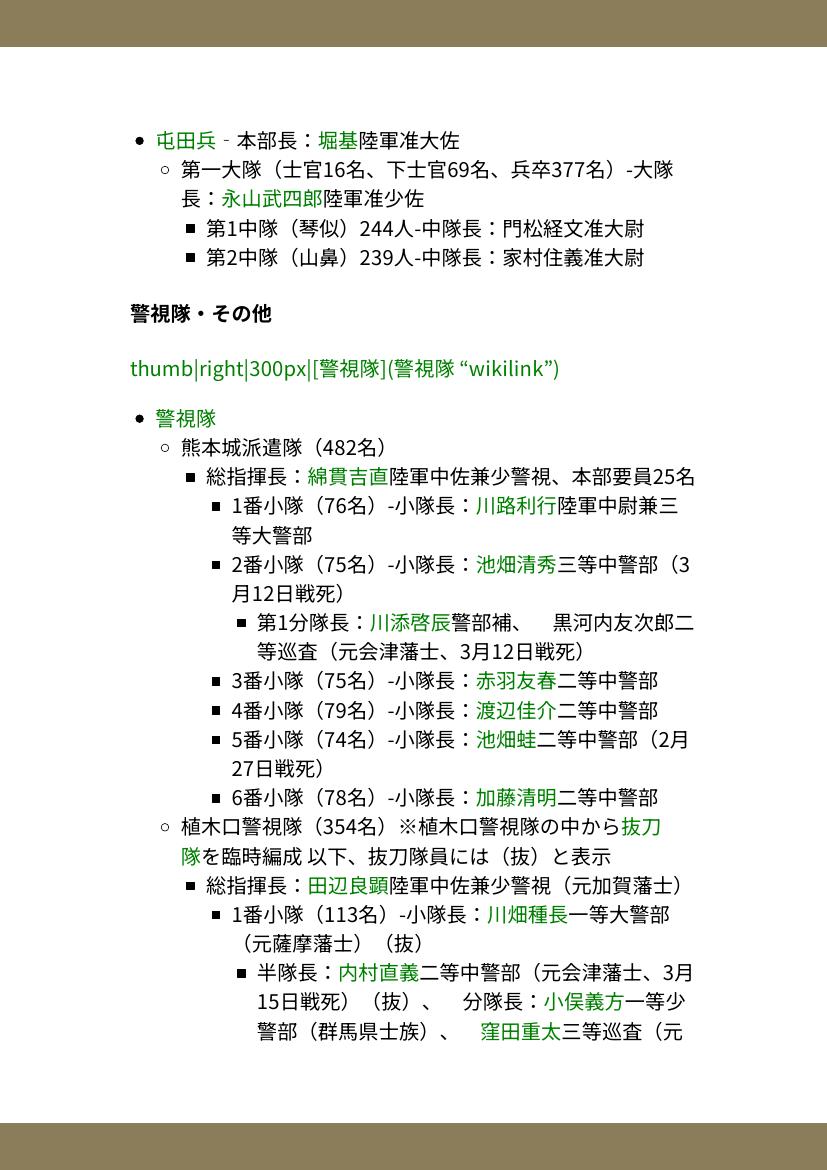 屯田兵‐本部長：堀基陸軍准大佐
第一大隊（士官16名、下士官69名、兵卒377名）-大隊
長：永山武四郎陸軍准少佐
第1中隊（琴似）244人-中隊長：門松経文准大尉
第2中隊（山鼻）239人-中隊長：家村住義准大尉
警視隊・その他
thumb|right|300px|[警視隊](警視隊 “wikilink”)
警視隊
熊本城派遣隊（482名）
総指揮長：綿貫吉直陸軍中佐兼少警視、本部要員25名
1番小隊（76名）-小隊長：川路利行陸軍中尉兼三
等大警部
2番小隊（75名）-小隊長：池畑清秀三等中警部（3
月12日戦死）
第1分隊長：川添啓辰警部補、　黒河内友次郎二
等巡査（元会津藩士、3月12日戦死）
3番小隊（75名）-小隊長：赤羽友春二等中警部
4番小隊（79名）-小隊長：渡辺佳介二等中警部
5番小隊（74名）-小隊長：池畑蛙二等中警部（2月
27日戦死）
6番小隊（78名）-小隊長：加藤清明二等中警部
植木口警視隊（354名）※植木口警視隊の中から抜刀
隊を臨時編成 以下、抜刀隊員には（抜）と表示
総指揮長：田辺良顕陸軍中佐兼少警視（元加賀藩士）
1番小隊（113名）-小隊長：川畑種長一等大警部
（元薩摩藩士）（抜）
半隊長：内村直義二等中警部（元会津藩士、3月
15日戦死）（抜）、　分隊長：小俣義方一等少
警部（群馬県士族）、　窪田重太三等巡査（元